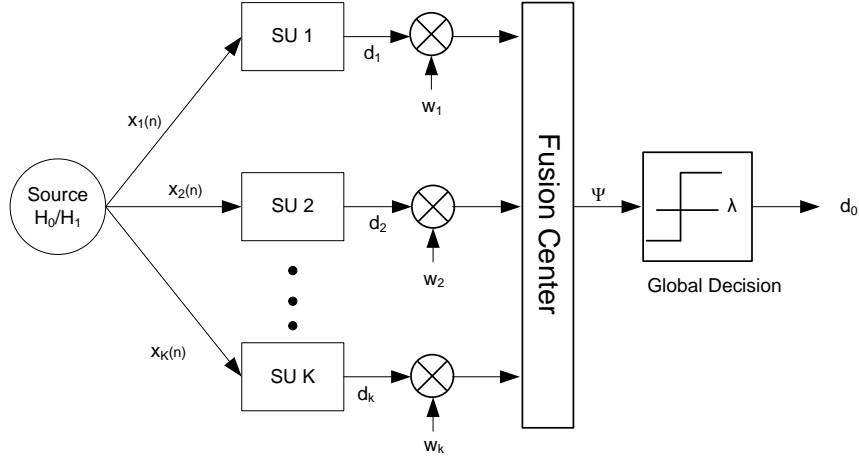 SU 1
d1
w1
x1(n)
Source
H0/H1
x2(n)
SU 2
d2
w2
xK(n)
SU K
dk
wk
Fusion Center
Ψ
λ
d0
Global Decision